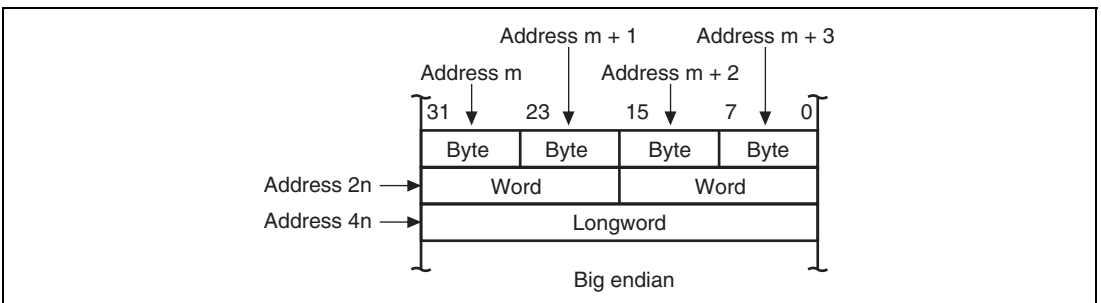 Address m + 1 Address m + 3
Address m Address m + 2
31 23 15 7 0
Byte Byte Byte Byte
Address 2n Word Word
Address 4n Longword
Big endian